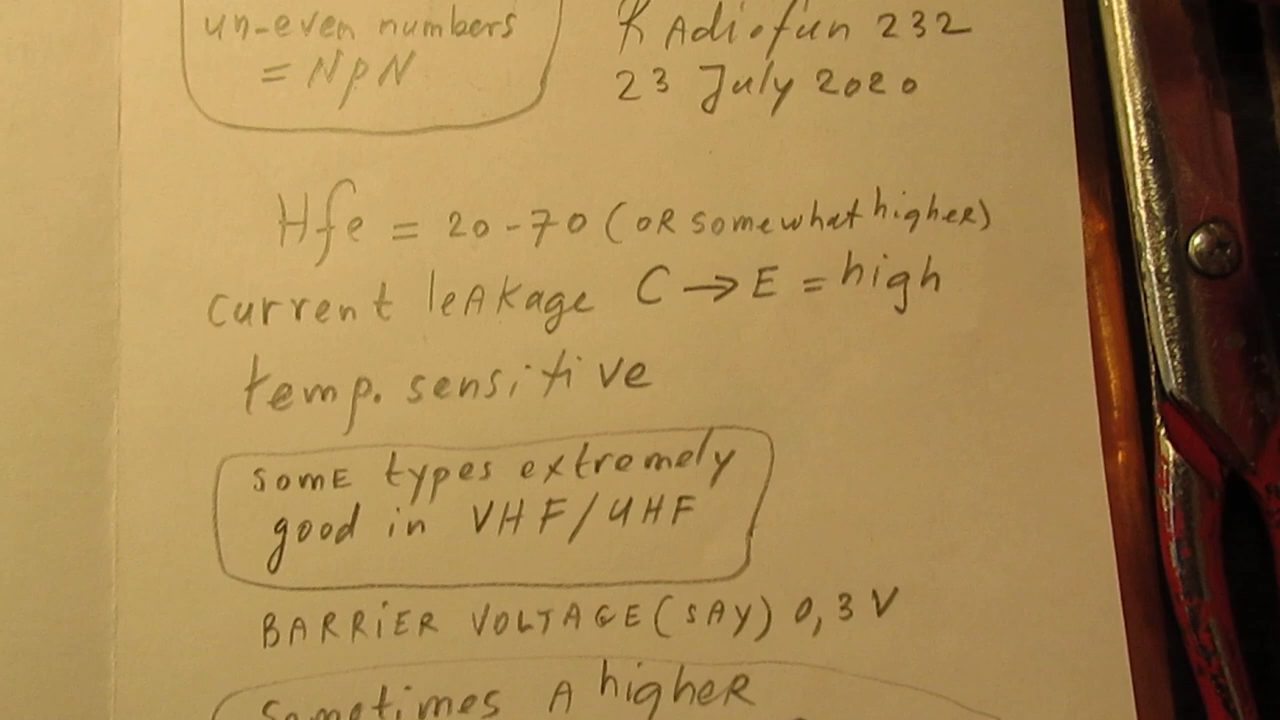 un-even numbers
= NpN
RAdiofun 232
23 July 2020
Hfe = 20-70 (OR somewhat higher)
current leAKage C → E = high
temp. sensitive
SOME types extremely
good in VHF/UHF
BARRiER VOLTAGE (SAY) 0,3 V
Sometimes A higheR